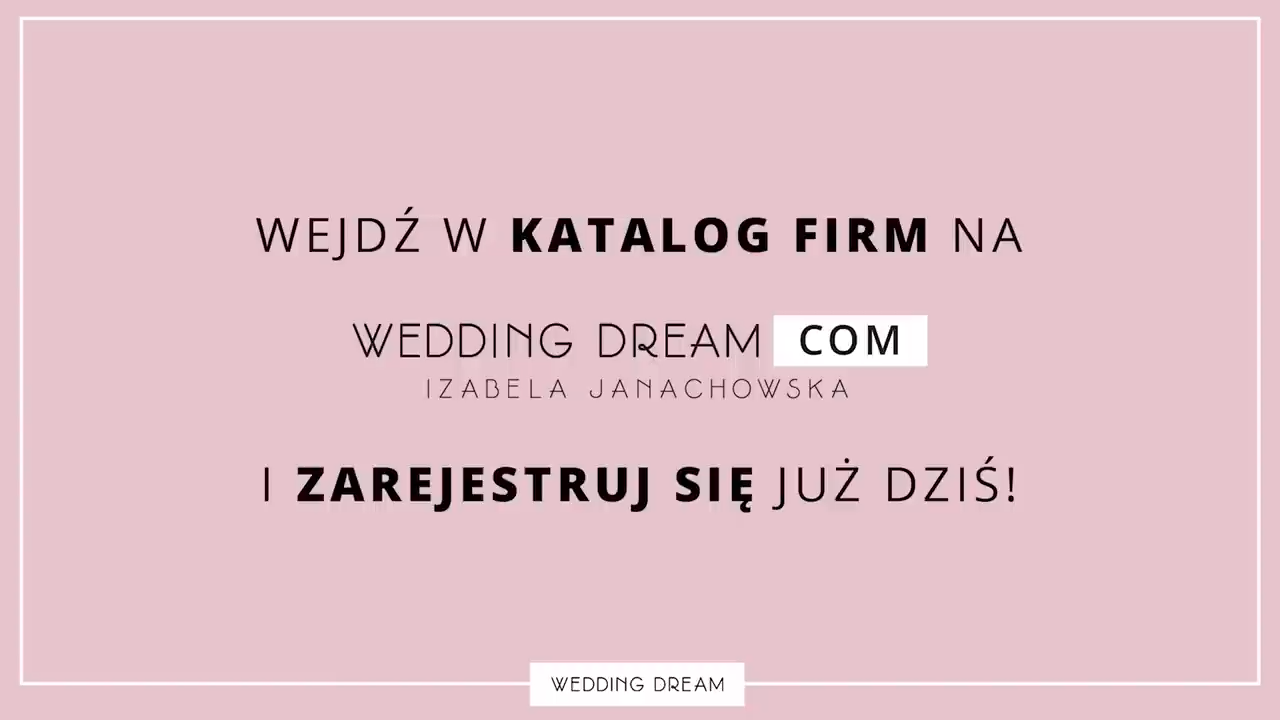 WEJDŹ W KATALOG FIRM NA
WEDDING DREAM COM
IZABELA JANACHOWSKA
I ZAREJESTRUJ SIĘ JUŻ DZIŚ!
WEDDING DREAM